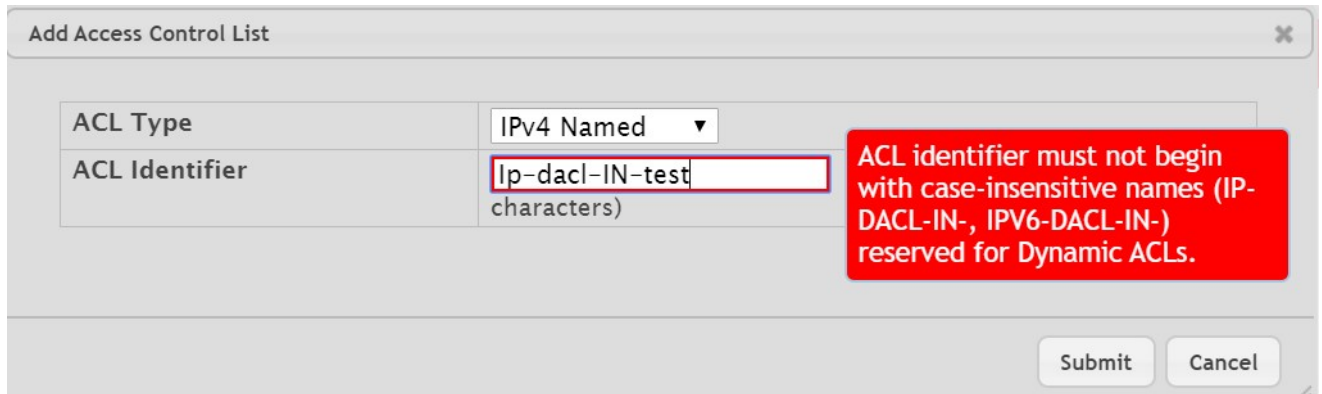 Add Access Control List
ACL Type
IPv4 Named
ACL Identifier
Ip-dacl-IN-test
characters)
ACL identifier must not begin
with case-insensitive names (IP-
DACL-IN-, IPV6-DACL-IN-)
reserved for Dynamic ACLs.
Submit
Cancel